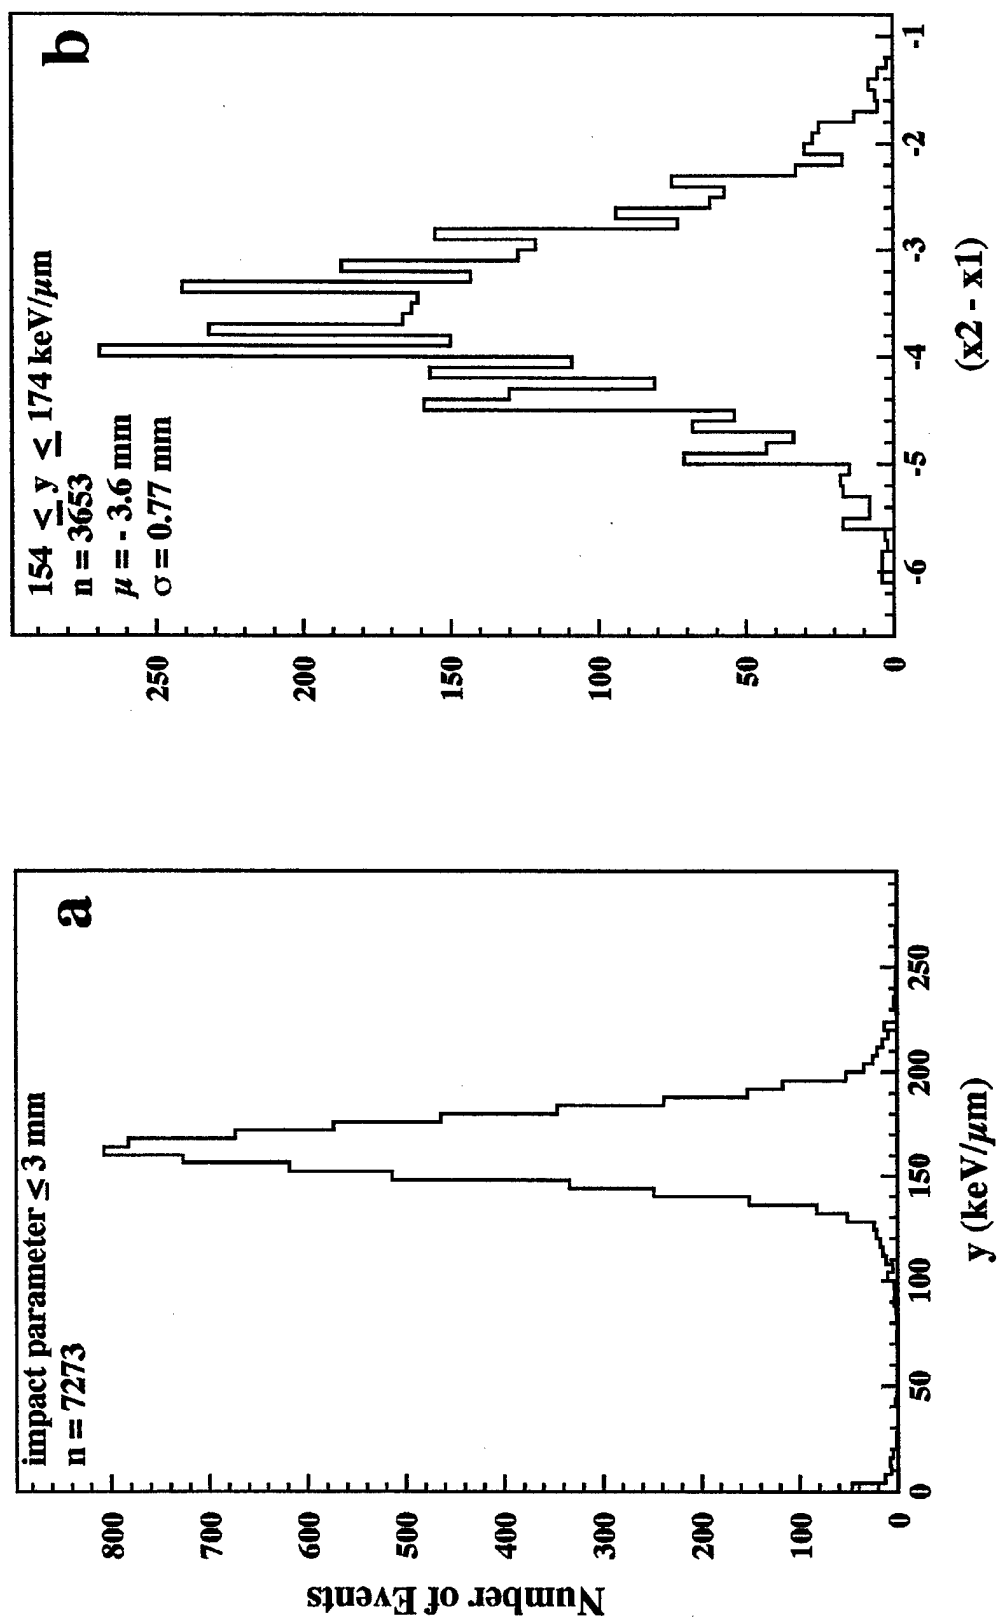 a
impact parameter ≤ 3 mm
n = 7273
Number of Events
800
700
600
500
400
300
200
100
0
0
50
100
150
200
250
y (keV/μm)
b
154 ≤ y ≤ 174 keV/μm
n = 3653
μ = - 3.6 mm
σ = 0.77 mm
250
200
150
100
50
0
-6
-5
-4
-3
-2
-1
(x2 - x1)